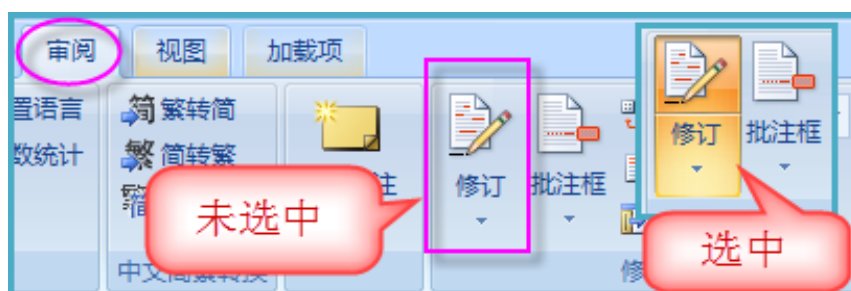 审阅 视图 加载项
置语言 简 繁转简
数统计 繁 简转繁
注
修订 批注框
修订 批注框
未选中
选中
中文简繁转换
修